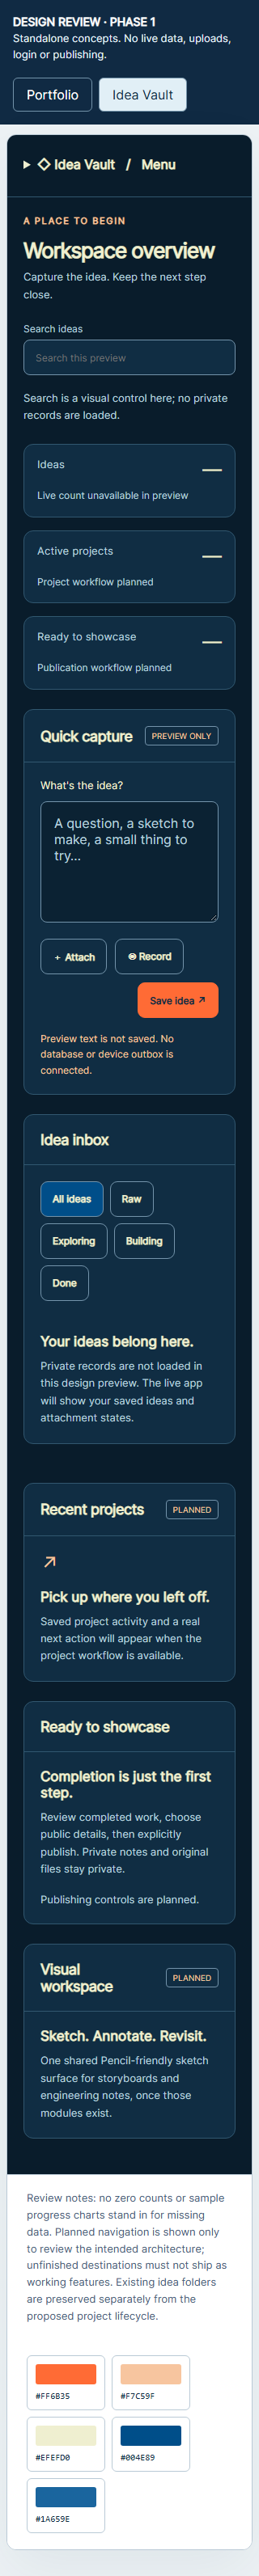 DESIGN REVIEW · PHASE 1
Standalone concepts. No live data, uploads,
login or publishing.
Portfolio
Idea Vault
▶ ◇ Idea Vault / Menu
A PLACE TO BEGIN
Workspace overview
Capture the idea. Keep the next step
close.
Search ideas
Search this preview
Search is a visual control here; no private
records are loaded.
Ideas
—
Live count unavailable in preview
Active projects
—
Project workflow planned
Ready to showcase
—
Publication workflow planned
Quick capture
PREVIEW ONLY
What's the idea?
A question, a sketch to
make, a small thing to
try...
+ Attach
◎ Record
Save idea ↗
Preview text is not saved. No
database or device outbox is
connected.
Idea inbox
All ideas
Raw
Exploring
Building
Done
Your ideas belong here.
Private records are not loaded in
this design preview. The live app
will show your saved ideas and
attachment states.
Recent projects
PLANNED
↗
Pick up where you left off.
Saved project activity and a real
next action will appear when the
project workflow is available.
Ready to showcase
Completion is just the first
step.
Review completed work, choose
public details, then explicitly
publish. Private notes and original
files stay private.
Publishing controls are planned.
Visual
workspace
PLANNED
Sketch. Annotate. Revisit.
One shared Pencil-friendly sketch
surface for storyboards and
engineering notes, once those
modules exist.
Review notes: no zero counts or sample
progress charts stand in for missing
data. Planned navigation is shown only
to review the intended architecture;
unfinished destinations must not ship as
working features. Existing idea folders
are preserved separately from the
proposed project lifecycle.
#FF6B35
#F7C59F
#EFEFD0
#004E89
#1A659E